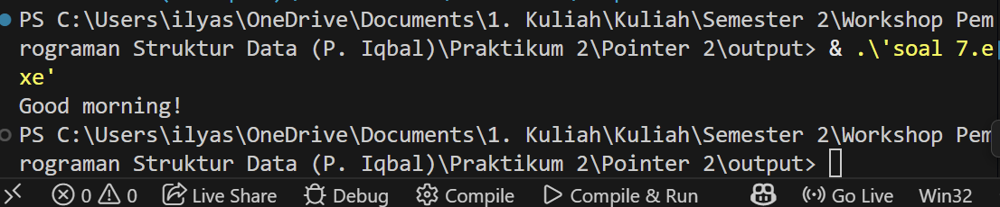 PS C:\Users\ilyas\OneDrive\Documents\1. Kuliah\Kuliah\Semester 2\Workshop Pem
rograman Struktur Data (P. Iqbal)\Praktikum 2\Pointer 2\output> & .\'soal 7.e
xe'
Good morning!
PS C:\Users\ilyas\OneDrive\Documents\1. Kuliah\Kuliah\Semester 2\Workshop Pem
rograman Struktur Data (P. Iqbal)\Praktikum 2\Pointer 2\output>
0 0 Live Share Debug Compile Compile & Run Go Live Win32